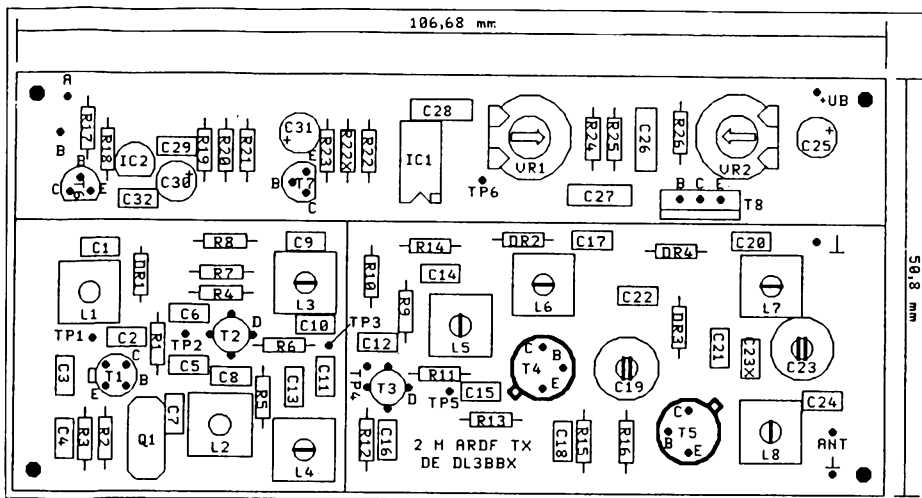 106,68 mm
50,8 mm
A
B
R17
R18
B
C
T6
E
IC2
C29
C32
C30
+
R19
R20
R21
C31
+
E
B
T7
C
R23
R22X
R22
IC1
C28
TP6
VR1
R24
R25
C26
C27
R26
VR2
B C E
T8
+UB
C25
+
C1
L1
TP1
DR1
C2
R1
C3
T1
C
B
E
C4
R3
R2
Q1
C7
R8
R7
R4
C6
TP2
T2
D
C5
C8
L2
R5
R6
C9
L3
C10
TP3
C11
C13
L4
R10
R14
C14
R9
C12
L5
TP4
T3
D
R11
TP5
C15
R12
C16
R13
DR2
C17
L6
C
B
T4
E
C22
C19
DR4
DR3
C20
L7
C21
C23X
C23
C
B
T5
E
C18
R15
R16
L8
C24
ANT
2 M ARDF TX
DE DL3BBX